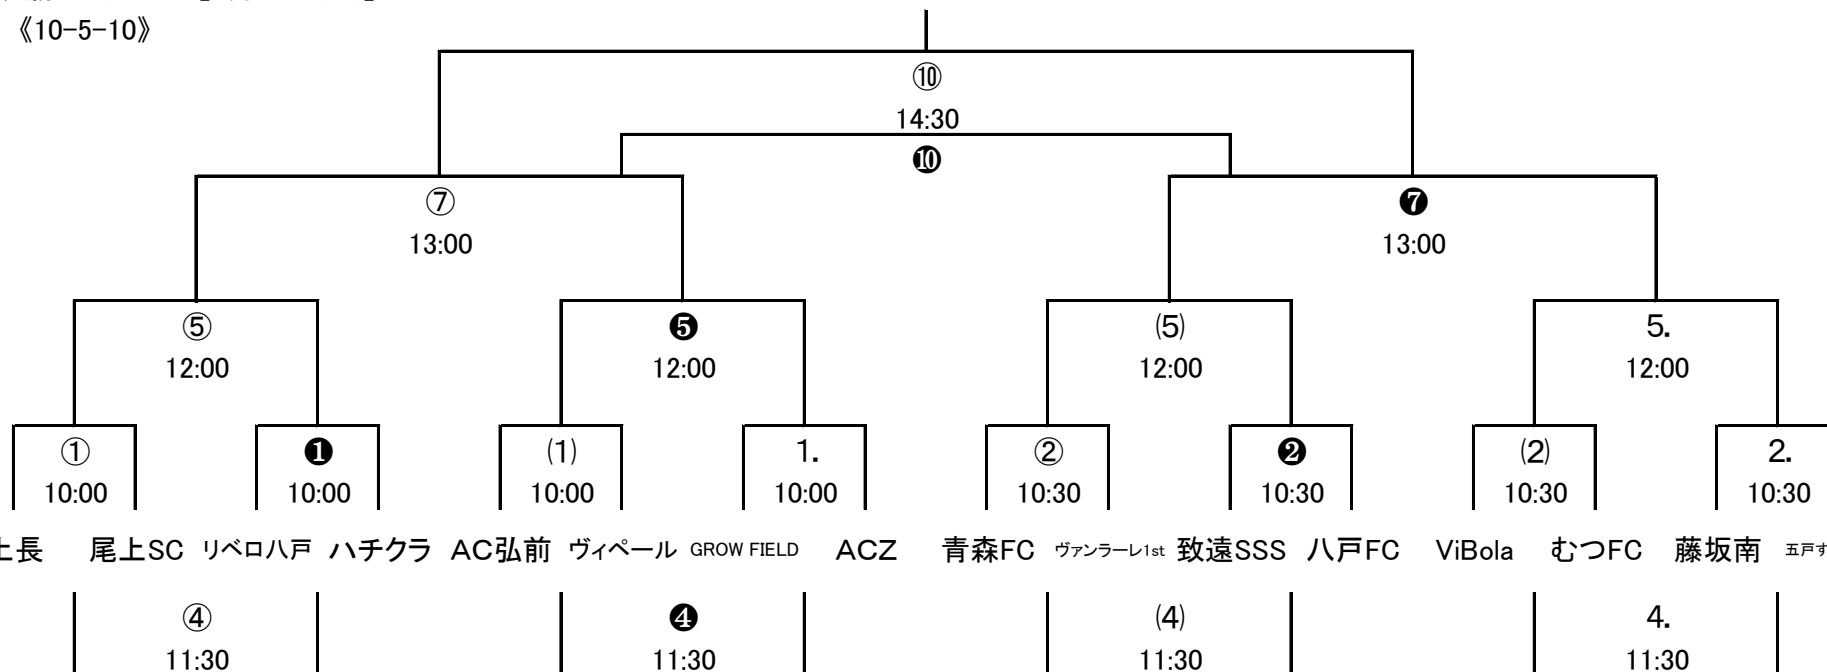 《10-5-10》
⑩
14:30
❿
⑦ ❼
13:00 13:00
⑤ ❺ ⑸ 5.
12:00 12:00 12:00 12:00
① ❶ ⑴ 1. ② ❷ ⑵ 2.
10:00 10:00 10:00 10:00 10:30 10:30 10:30 10:30
上長 尾上SC リベロ八戸 ハチクラ AC弘前 ヴィペール GROW FIELD ACZ 青森FC ヴァンラーレ1st 致遠SSS 八戸FC ViBola むつFC 藤坂南 五戸す
④ ❹ ⑷ 4.
11:30 11:30 11:30 11:30